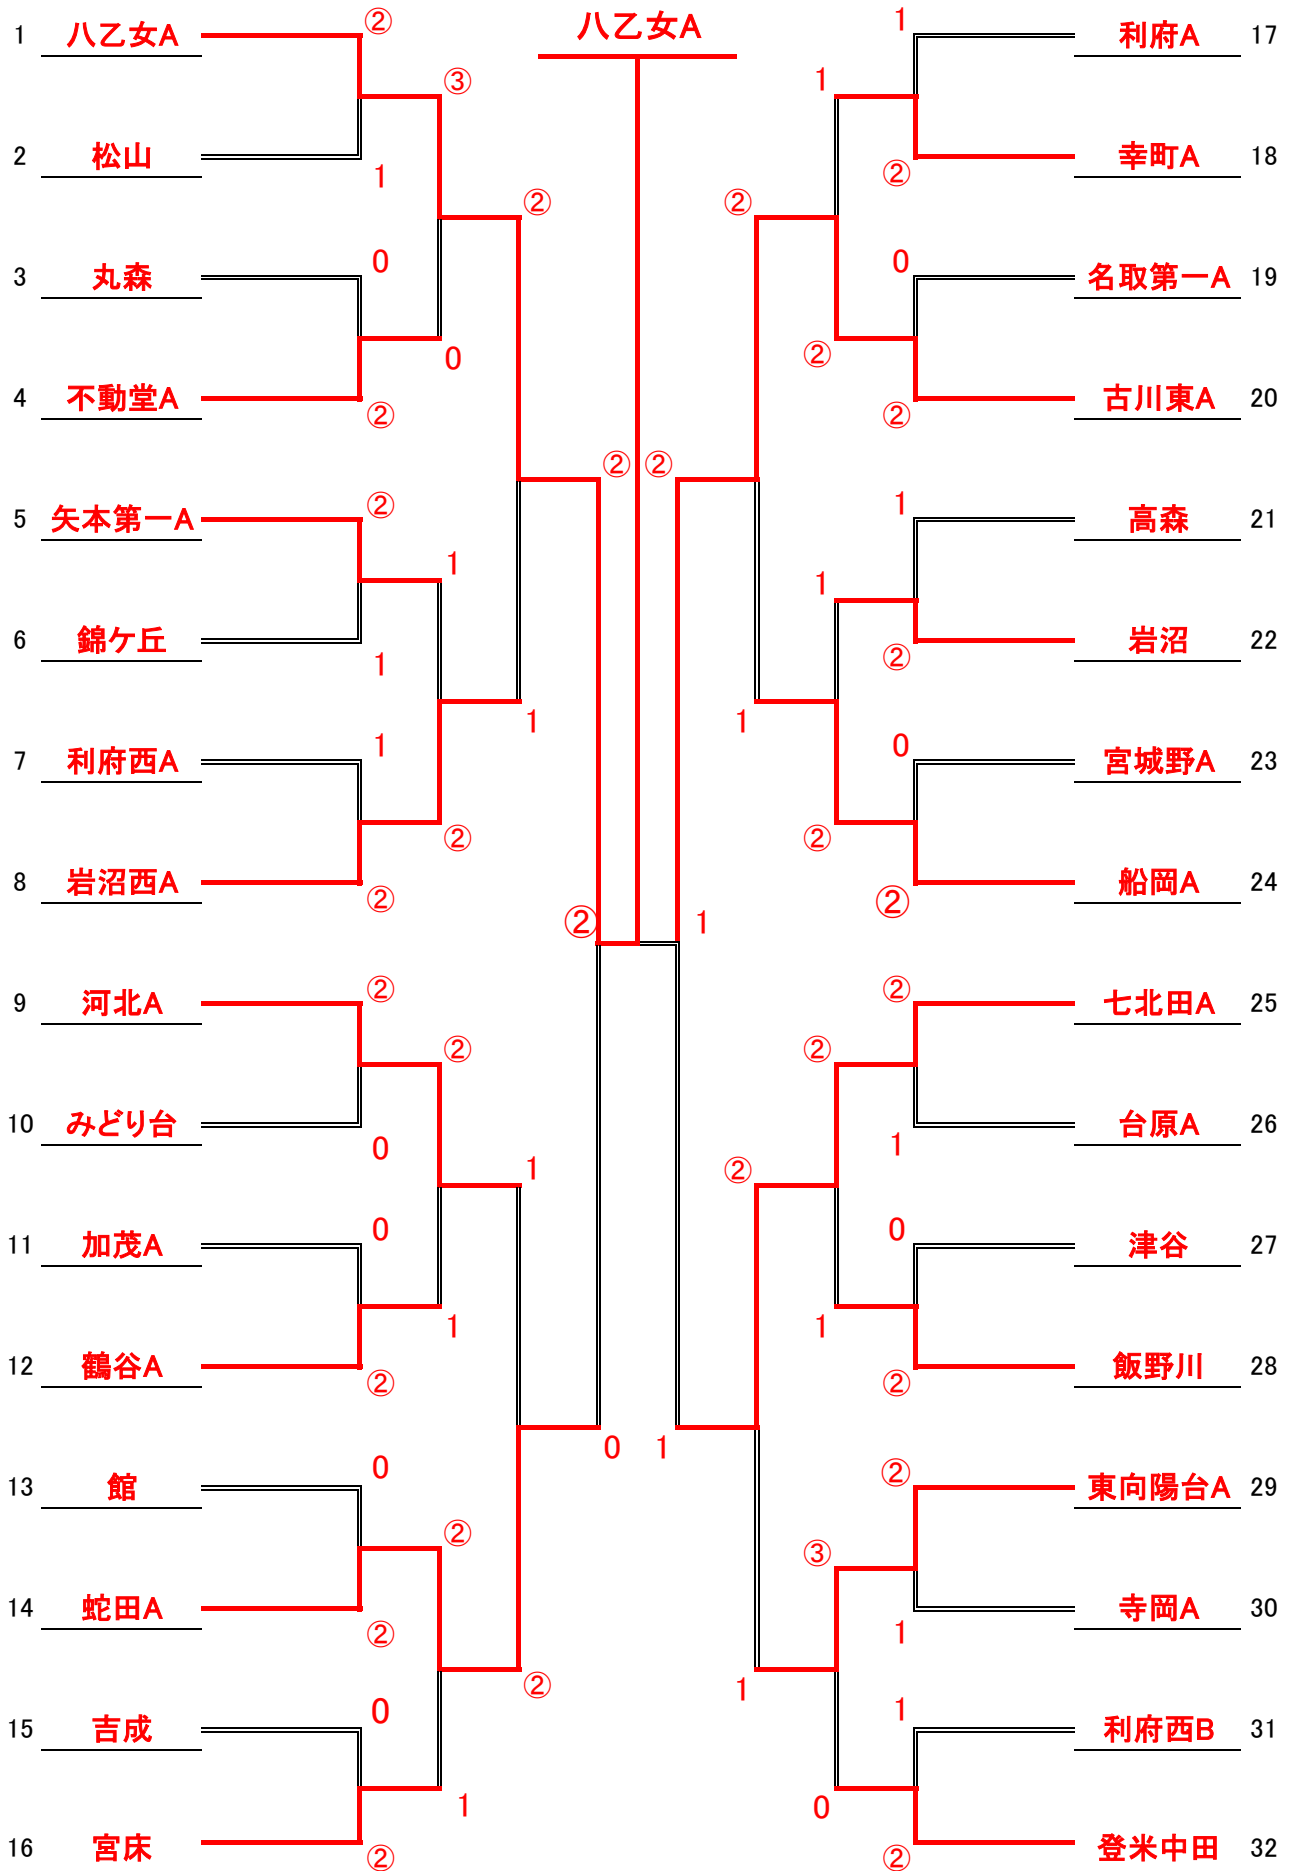 八乙女A
1 八乙女A ②
③
2 松山 1
②
3 丸森 0
0
4 不動堂A ②
②
5 矢本第一A ②
1
6 錦ケ丘 1
1
7 利府西A 1
②
8 岩沼西A ②
②
9 河北A ②
②
10 みどり台 0
1
11 加茂A 0
1
12 鶴谷A ②
0
13 館 0
②
14 蛇田A ②
②
15 吉成 0
1
16 宮床 ②
1 利府A 17
1
② 幸町A 18
②
0 名取第一A 19
②
② 古川東A 20
②
1 高森 21
1
② 岩沼 22
1
0 宮城野A 23
②
② 船岡A 24
1
② 七北田A 25
②
1 台原A 26
②
0 津谷 27
1
② 飯野川 28
1
② 東向陽台A 29
③
1 寺岡A 30
1
1 利府西B 31
0
② 登米中田 32